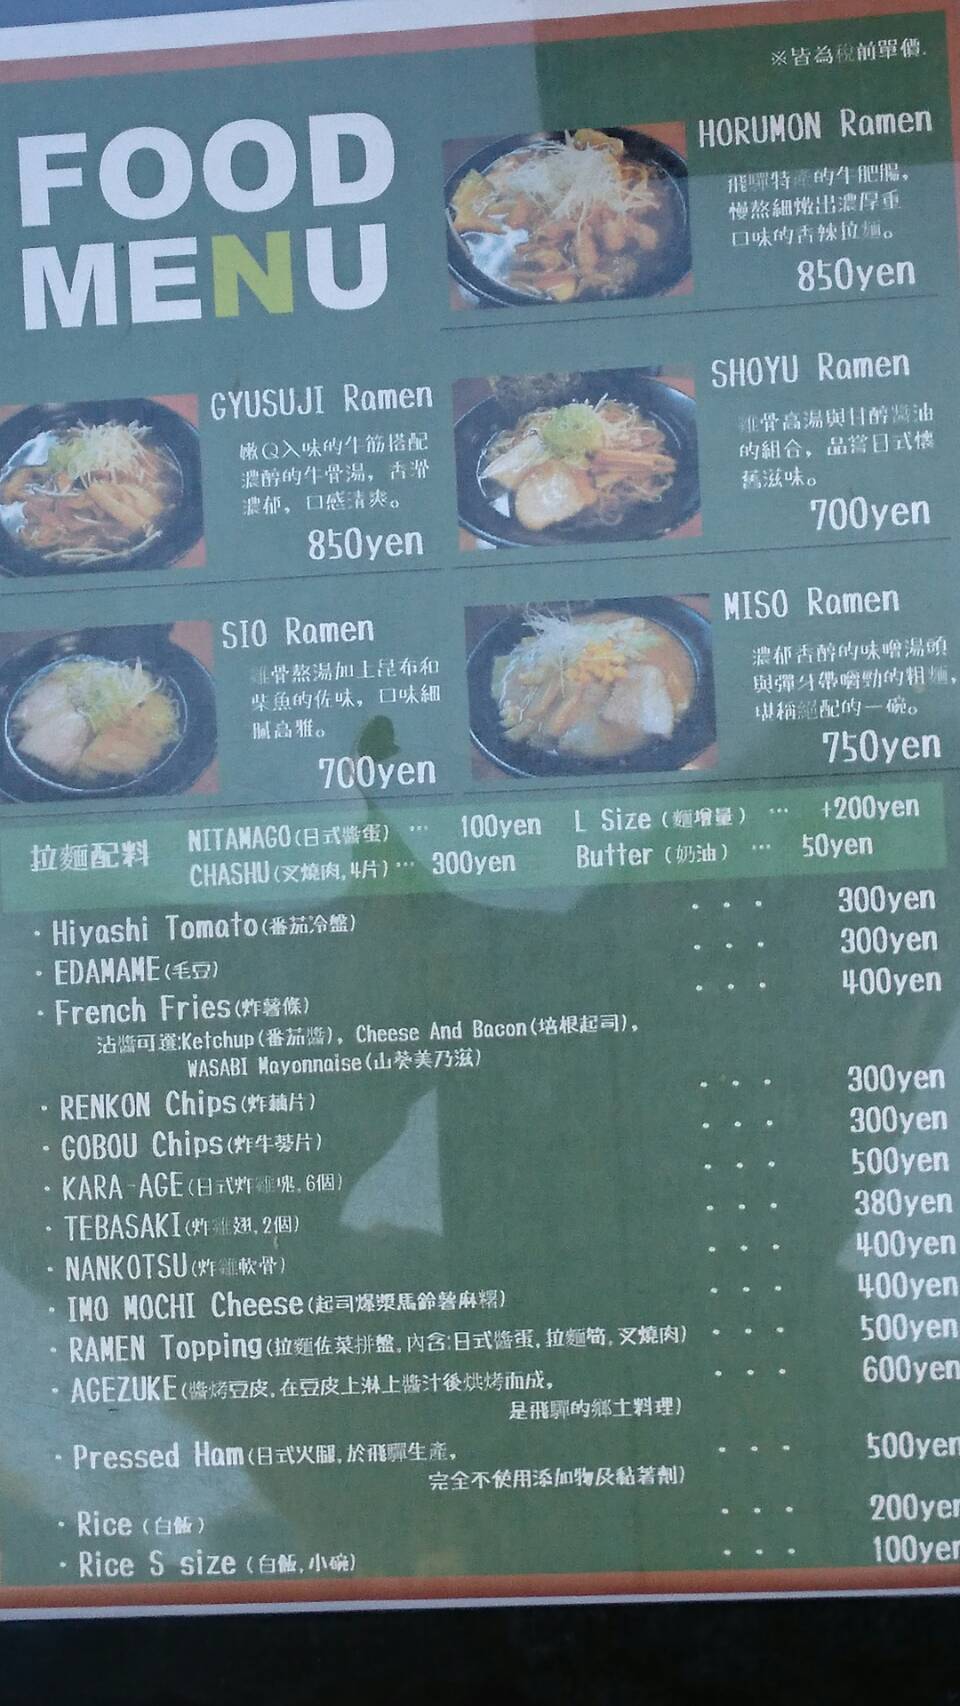 ※皆為稅前單價.
FOOD
MENU
HORUMON Ramen
飛驒特產的牛肥腸，
慢熬細燉出濃厚重
口味的香辣拉麵。
850yen
GYUSUJI Ramen
嫩Q入味的牛筋搭配
濃醇的牛骨湯，香滑
濃郁，口感清爽。
850yen
SHOYU Ramen
雞骨高湯與甘醇醬油
的組合，品嘗日式懷
舊滋味。
700yen
SIO Ramen
雞骨熬湯加上昆布和
柴魚的佐味，口味細
膩高雅。
700yen
MISO Ramen
濃郁香醇的味噌湯頭
與彈牙帶嚼勁的粗麵，
堪稱絕配的一碗。
750yen
拉麵配料
NITAMAGO(日式醬蛋) … 100yen
CHASHU(叉燒肉,4片)… 300yen
L Size（麵增量） … +200yen
Butter（奶油） … 50yen
・Hiyashi Tomato(番茄冷盤) ・・・ 300yen
・EDAMAME(毛豆) ・・・ 300yen
・French Fries(炸薯條) ・・・ 400yen
沾醬可選:Ketchup(番茄醬), Cheese And Bacon(培根起司),
WASABI Mayonnaise(山葵美乃滋)
・RENKON Chips(炸藕片) ・・・ 300yen
・GOBOU Chips(炸牛蒡片) ・・・ 300yen
・KARA-AGE(日式炸雞塊,6個) ・・・ 500yen
・TEBASAKI(炸雞翅,2個) ・・・ 380yen
・NANKOTSU(炸雞軟骨) ・・・ 400yen
・IMO MOCHI Cheese(起司爆漿馬鈴薯麻糬) ・・・ 400yen
・RAMEN Topping(拉麵佐菜拼盤,內含:日式醬蛋,拉麵筍,叉燒肉) ・・・ 500yen
・AGEZUKE(醬烤豆皮,在豆皮上淋上醬汁後烘烤而成, ・・・ 600yen
是飛驒的鄉土料理)
・Pressed Ham(日式火腿,於飛驒生產, ・・・ 500yen
完全不使用添加物及黏著劑)
・Rice（白飯） ・・・ 200yen
・Rice S size（白飯,小碗) ・・・ 100yen